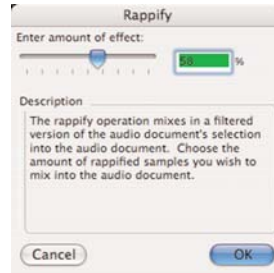 Rappify
Enter amount of effect:
58 %
Description
The rappify operation mixes in a filtered
version of the audio document's selection
into the audio document. Choose the
amount of rappified samples you wish to
mix into the audio document.
Cancel OK